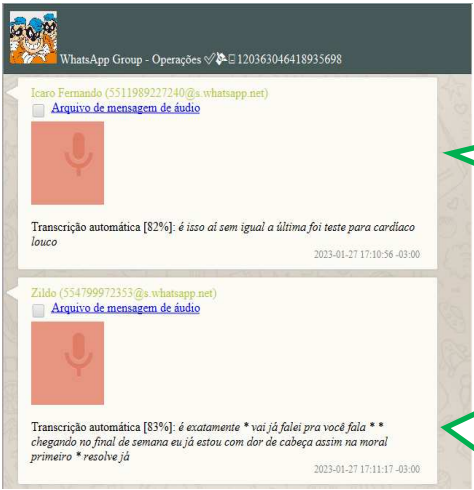 WhatsApp Group - Operações 120363046418935698
Icaro Fernando (5511989227240@s.whatsapp.net)
Arquivo de mensagem de áudio
Transcrição automática [82%]: é isso aí sem igual a última foi teste para cardíaco
louco
2023-01-27 17:10:56 -03:00
Zildo (554799972353@s.whatsapp.net)
Arquivo de mensagem de áudio
Transcrição automática [83%]: é exatamente * vai já falei pra você fala * *
chegando no final de semana eu já estou com dor de cabeça assim na moral
primeiro * resolve já
2023-01-27 17:11:17 -03:00